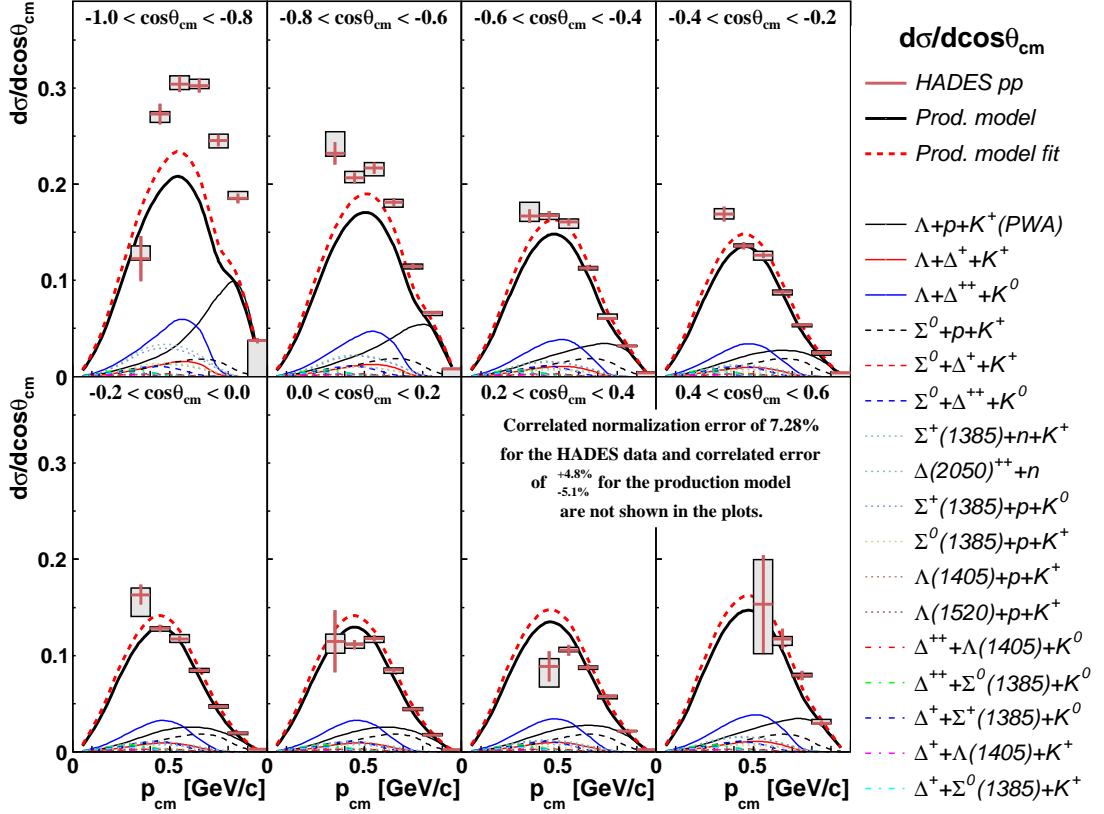 -1.0 < cosθcm < -0.8
-0.8 < cosθcm < -0.6
-0.6 < cosθcm < -0.4
-0.4 < cosθcm < -0.2
dσ/dcosθcm
0.3
0.2
0.1
0
dσ/dcosθcm
HADES pp
Prod. model
Prod. model fit
Λ+p+K⁺(PWA)
Λ+Δ⁺+K⁺
Λ+Δ⁺⁺+K⁰
Σ⁰+p+K⁺
Σ⁰+Δ⁺+K⁺
Σ⁰+Δ⁺⁺+K⁰
Σ⁺(1385)+n+K⁺
Δ(2050)⁺⁺+n
Σ⁺(1385)+p+K⁰
Σ⁰(1385)+p+K⁺
Λ(1405)+p+K⁺
Λ(1520)+p+K⁺
Δ⁺⁺+Λ(1405)+K⁰
Δ⁺⁺+Σ⁰(1385)+K⁰
Δ⁺+Σ⁺(1385)+K⁰
Δ⁺+Λ(1405)+K⁺
Δ⁺+Σ⁰(1385)+K⁺
-0.2 < cosθcm < 0.0
0.0 < cosθcm < 0.2
0.2 < cosθcm < 0.4
0.4 < cosθcm < 0.6
Correlated normalization error of 7.28%
for the HADES data and correlated error
of +4.8% -5.1% for the production model
are not shown in the plots.
dσ/dcosθcm
0.3
0.2
0.1
0
0 0.5 0 0.5 0 0.5 0 0.5 1
pcm [GeV/c] pcm [GeV/c] pcm [GeV/c] pcm [GeV/c]